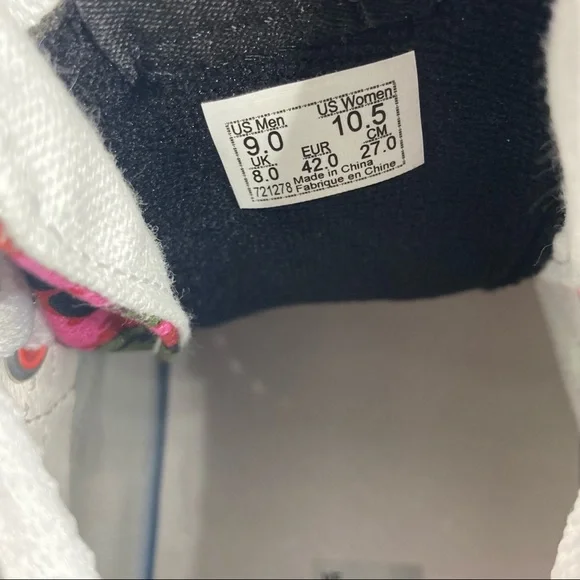 US Men US Women
9.0 10.5
UK EUR CM
8.0 42.0 27.0
Made in China
721278 Fabrique en Chine